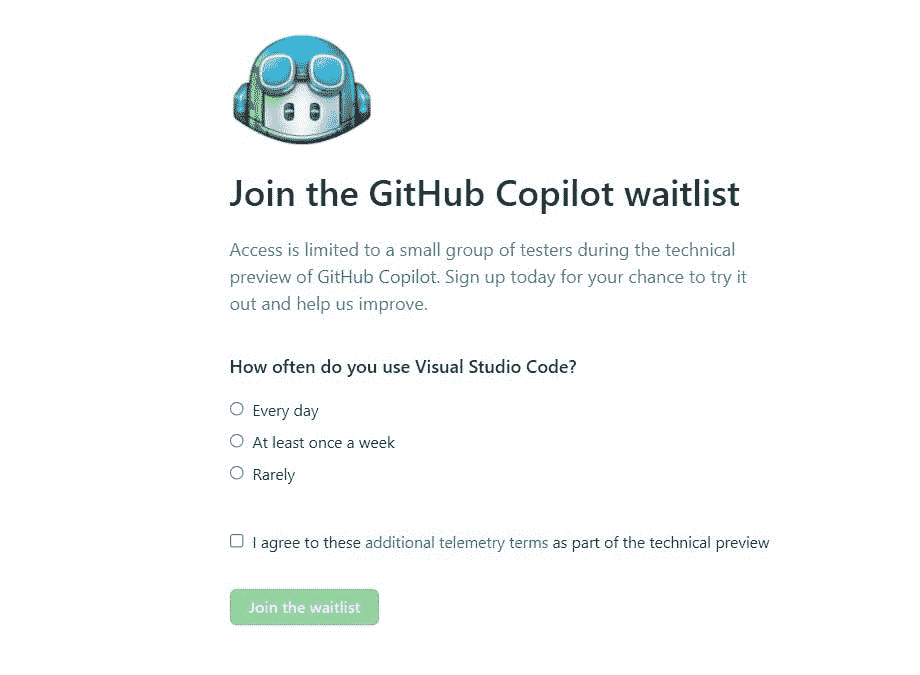 Join the GitHub Copilot waitlist
Access is limited to a small group of testers during the technical
preview of GitHub Copilot. Sign up today for your chance to try it
out and help us improve.
How often do you use Visual Studio Code?
Every day
At least once a week
Rarely
I agree to these additional telemetry terms as part of the technical preview
Join the waitlist